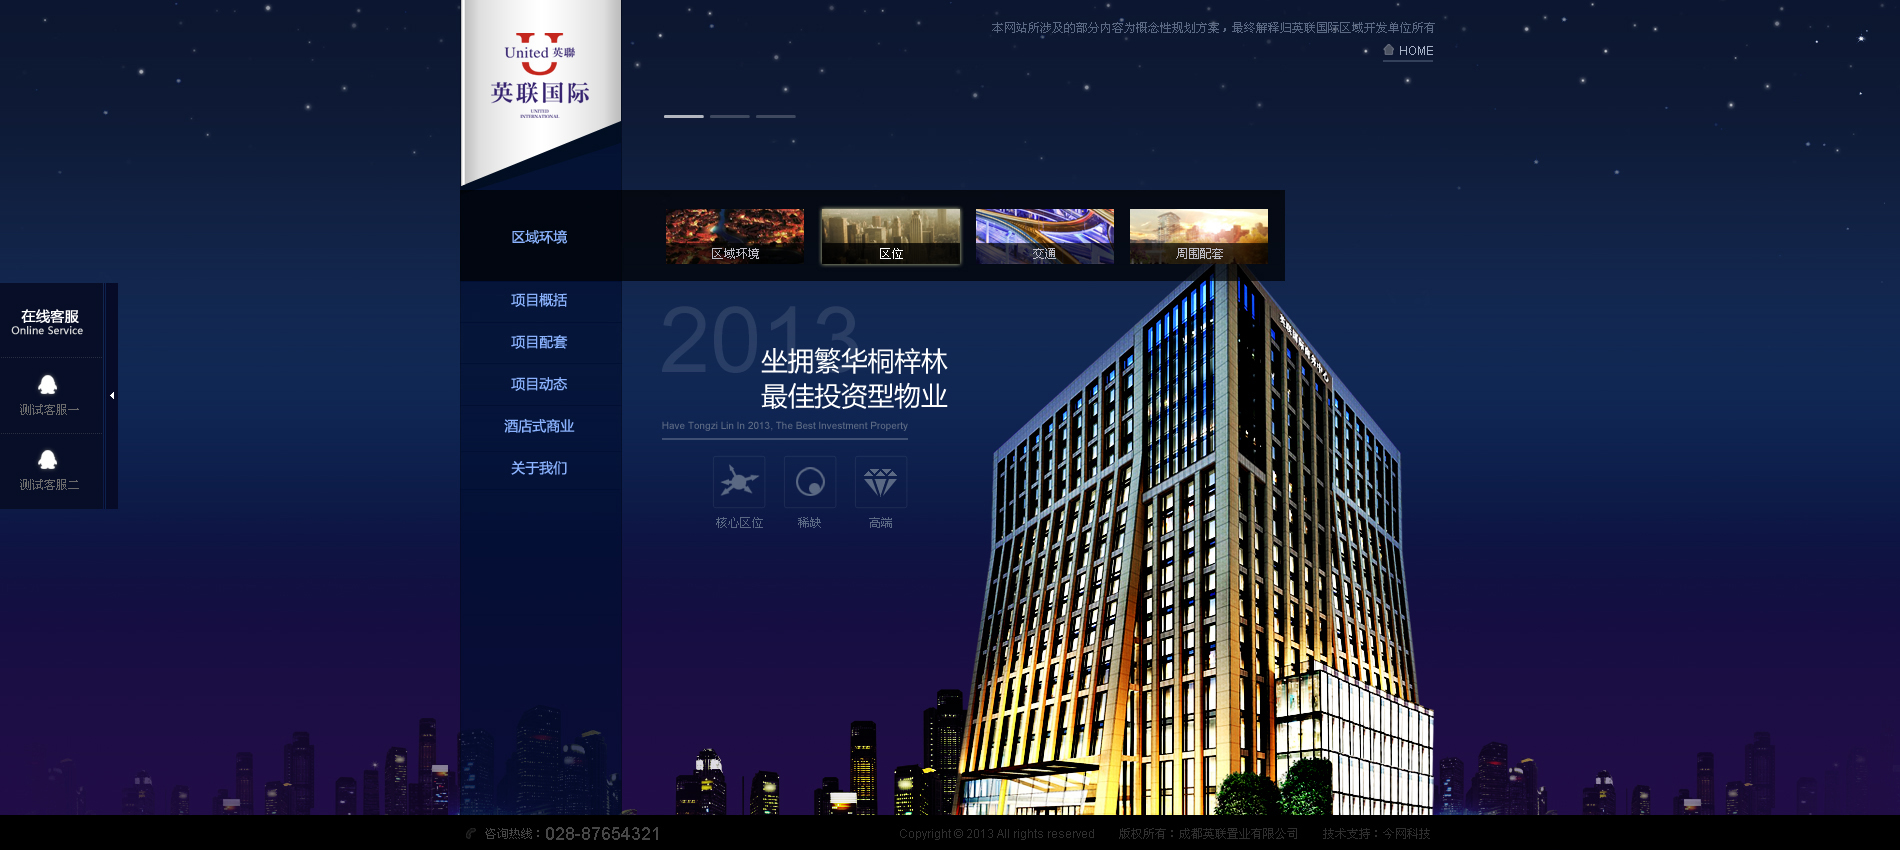 United 英聯
英联国际
UNITED
INTERNATIONAL
本网站所涉及的部分内容为概念性规划方案，最终解释归英联国际区域开发单位所有
HOME
区域环境
区域环境
区位
交通
周围配套
项目概括
项目配套
项目动态
酒店式商业
关于我们
在线客服
Online Service
测试客服一
测试客服二
2013
坐拥繁华桐梓林
最佳投资型物业
Have Tongzi Lin In 2013, The Best Investment Property
核心区位
稀缺
高端
咨询热线：028-87654321
Copyright © 2013 All rights reserved
版权所有：成都英联置业有限公司
技术支持：今网科技